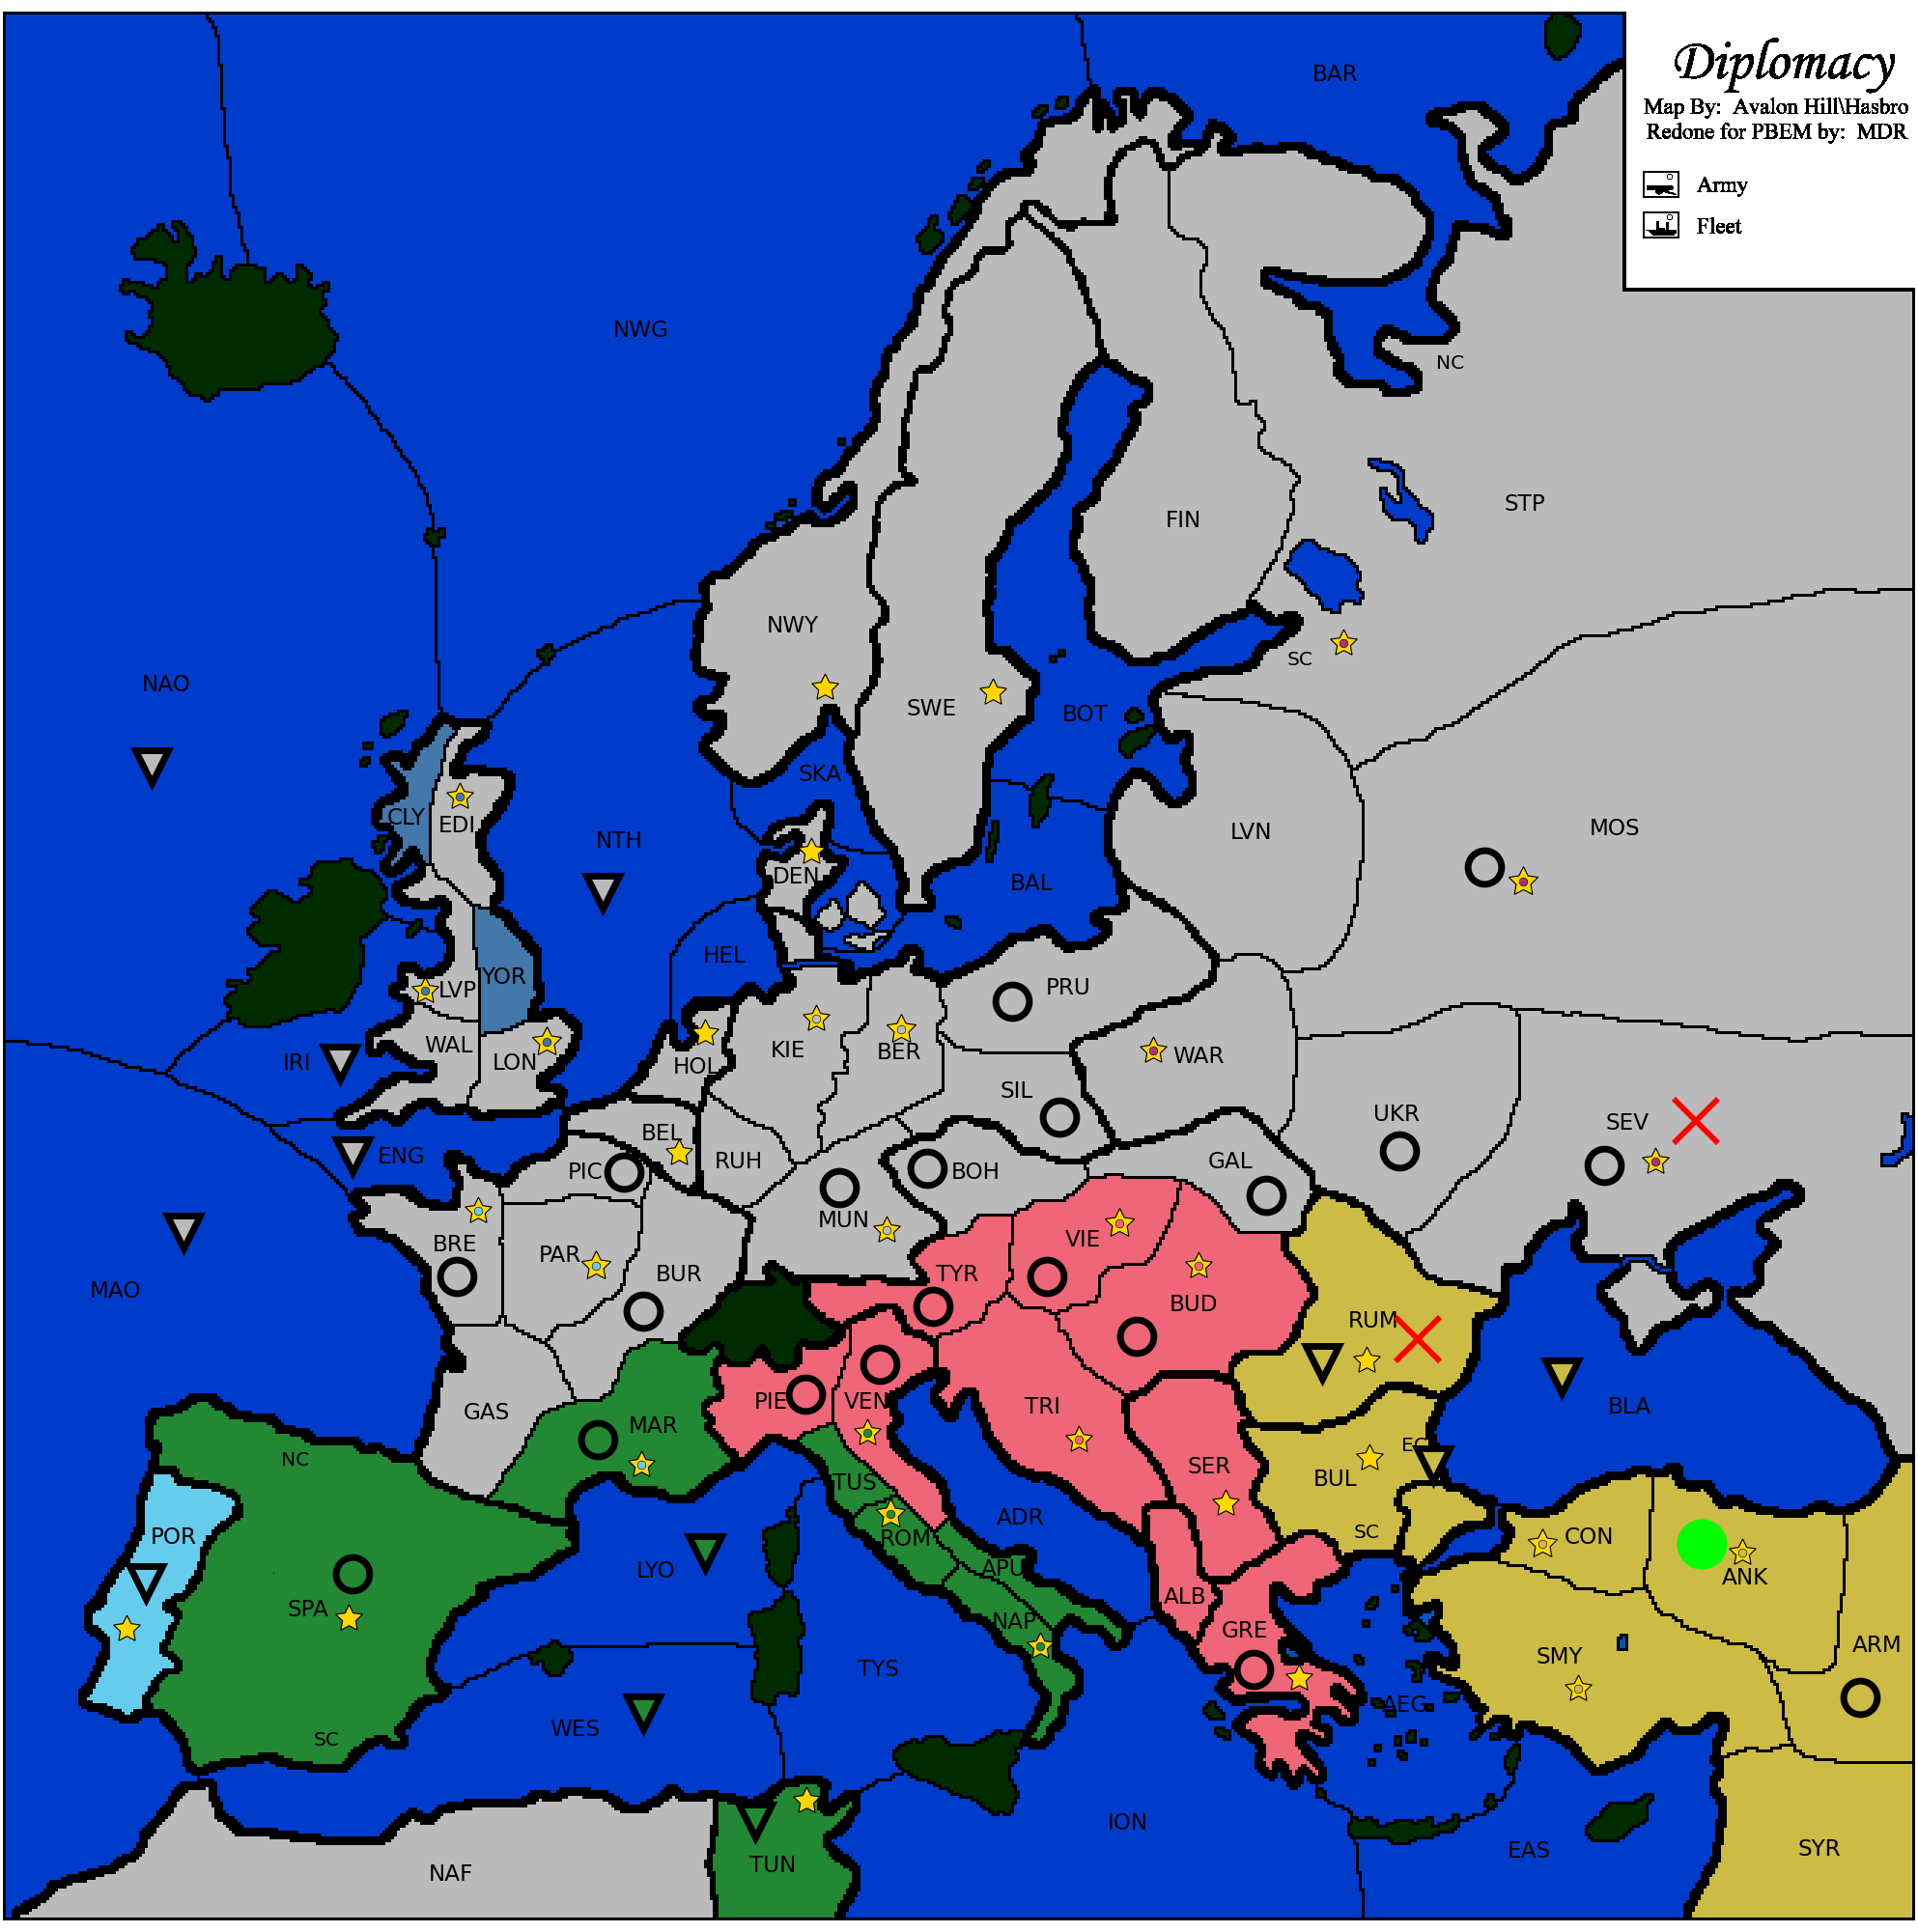 Diplomacy
Map By: Avalon Hill\Hasbro
Redone for PBEM by: MDR
Army
Fleet
BAR
NWG
NC
STP
FIN
NWY
SC
NAO
SWE
BOT
SKA
CLY
EDI
NTH
LVN
MOS
DEN
BAL
HEL
YOR
LVP
PRU
WAL
LON
IRI
KIE
BER
HOL
WAR
SIL
UKR
SEV
BEL
ENG
PIC
RUH
BOH
GAL
MUN
BRE
PAR
BUR
TYR
VIE
MAO
BUD
RUM
PIE
VEN
TRI
BLA
GAS
MAR
NC
TUS
SER
BUL
EC
ADR
POR
ROM
SC
CON
LYO
APU
ANK
SPA
NAP
ALB
GRE
ARM
SMY
TYS
AEG
WES
SC
ION
EAS
SYR
TUN
NAF